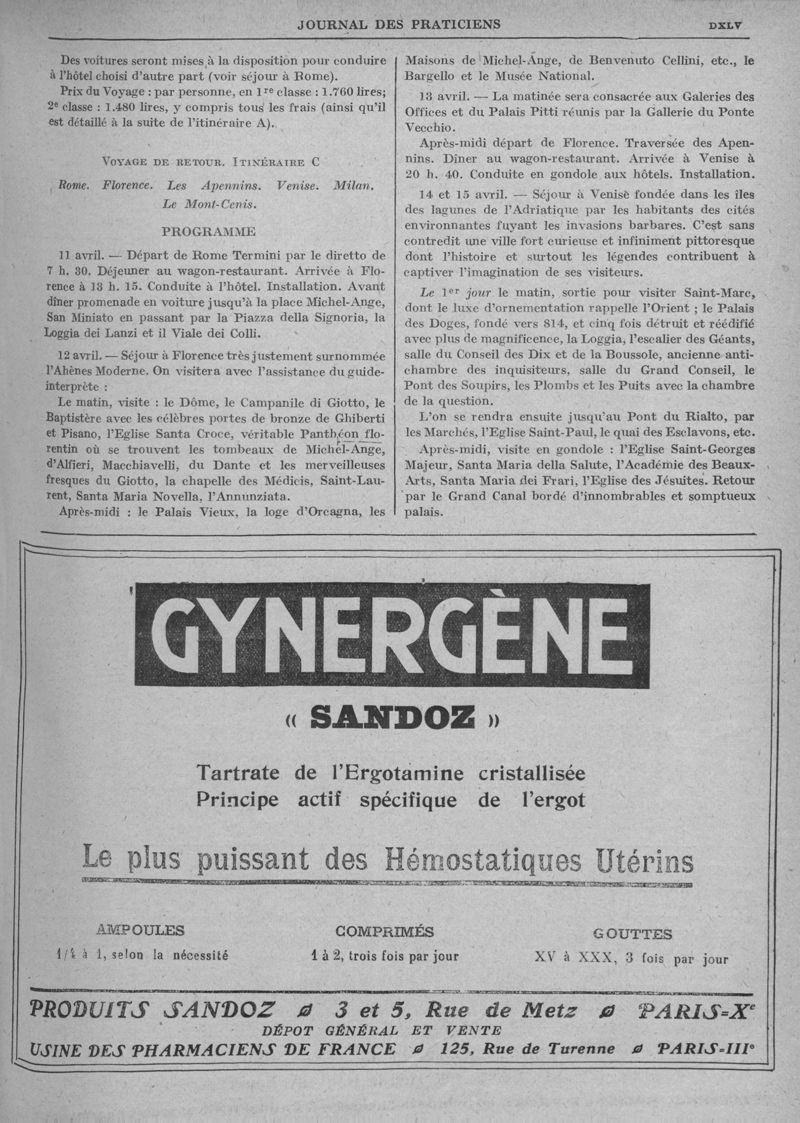 JOURNAL DES PRATICIENS
DXLV
Des voitures seront mises à la disposition pour conduire
à l'hôtel choisi d'autre part (voir séjour à Rome).
Prix du Voyage : par personne, en 1re classe : 1.760 lires;
2e classe : 1.480 lires, y compris tous les frais (ainsi qu'il
est détaillé à la suite de l'itinéraire A).
VOYAGE DE RETOUR. ITINÉRAIRE C
Rome. Florence. Les Apennins. Venise. Milan.
Le Mont-Cenis.
PROGRAMME
11 avril. — Départ de Rome Termini par le diretto de
7 h. 30. Déjeuner au wagon-restaurant. Arrivée à Flo-
rence à 13 h. 15. Conduite à l'hôtel. Installation. Avant
dîner promenade en voiture jusqu'à la place Michel-Ange,
San Miniato en passant par la Piazza della Signoria, la
Loggia dei Lanzi et il Viale dei Colli.
12 avril. — Séjour à Florence très justement surnommée
l'Ahènes Moderne. On visitera avec l'assistance du guide-
interprète :
Le matin, visite : le Dôme, le Campanile di Giotto, le
Baptistère avec les célèbres portes de bronze de Ghiberti
et Pisano, l'Eglise Santa Croce, véritable Panthéon flo-
rentin où se trouvent les tombeaux de Michel-Ange,
d'Alfieri, Macchiavelli, du Dante et les merveilleuses
fresques du Giotto, la chapelle des Médicis, Saint-Lau-
rent, Santa Maria Novella, l'Annunziata.
Après-midi : le Palais Vieux, la loge d'Orcagna, les
Maisons de Michel-Ange, de Benvenuto Cellini, etc., le
Bargello et le Musée National.
13 avril. — La matinée sera consacrée aux Galeries des
Offices et du Palais Pitti réunis par la Gallerie du Ponte
Vecchio.
Après-midi départ de Florence. Traversée des Apen-
nins. Dîner au wagon-restaurant. Arrivée à Venise à
20 h. 40. Conduite en gondole aux hôtels. Installation.
14 et 15 avril. — Séjour à Venise fondée dans les îles
des lagunes de l'Adriatique par les habitants des cités
environnantes fuyant les invasions barbares. C'est sans
contredit une ville fort curieuse et infiniment pittoresque
dont l'histoire et surtout les légendes contribuent à
captiver l'imagination de ses visiteurs.
Le 1er jour le matin, sortie pour visiter Saint-Marc,
dont le luxe d'ornementation rappelle l'Orient ; le Palais
des Doges, fondé vers 814, et cinq fois détruit et réédifié
avec plus de magnificence, la Loggia, l'escalier des Géants,
salle du Conseil des Dix et de la Boussole, ancienne anti-
chambre des inquisiteurs, salle du Grand Conseil, le
Pont des Soupirs, les Plombs et les Puits avec la chambre
de la question.
L'on se rendra ensuite jusqu'au Pont du Rialto, par
les Marchés, l'Eglise Saint-Paul, le quai des Esclavons, etc.
Après-midi, visite en gondole : l'Eglise Saint-Georges
Majeur, Santa Maria della Salute, l'Académie des Beaux-
Arts, Santa Maria dei Frari, l'Eglise des Jésuites. Retour
par le Grand Canal bordé d'innombrables et somptueux
palais.
GYNERGÈNE
« SANDOZ »
Tartrate de l'Ergotamine cristallisée
Principe actif spécifique de l'ergot
Le plus puissant des Hémostatiques Utérins
AMPOULES
1/4 à 1, selon la nécessité
COMPRIMÉS
1 à 2, trois fois par jour
GOUTTES
XV à XXX, 3 fois par jour
PRODUITS SANDOZ 3 et 5, Rue de Metz PARIS-Xe
DÉPOT GÉNÉRAL ET VENTE
USINE DES PHARMACIENS DE FRANCE 125, Rue de Turenne PARIS-IIIe